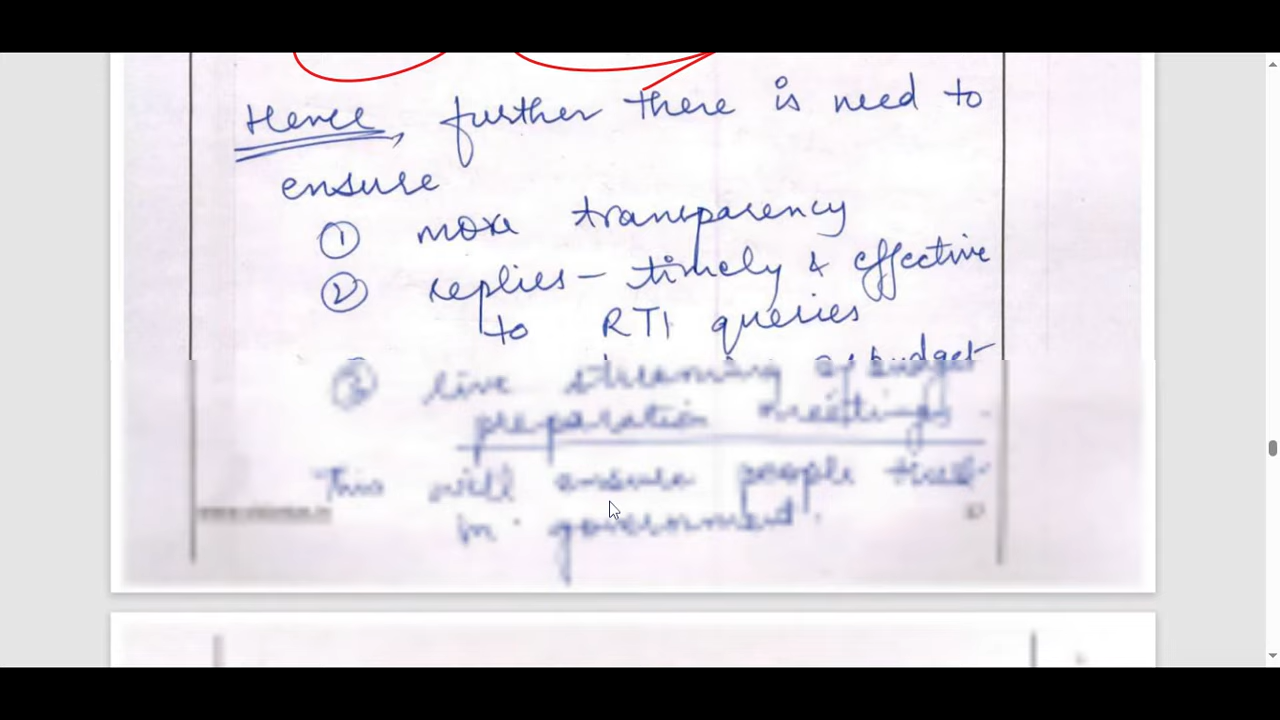 Hence, further there is need to
ensure
① more transparency
② replies - timely & effective
↳ to RTI queries
③ live streaming of budget
preparation meetings.
This will ensure people trust
in government.